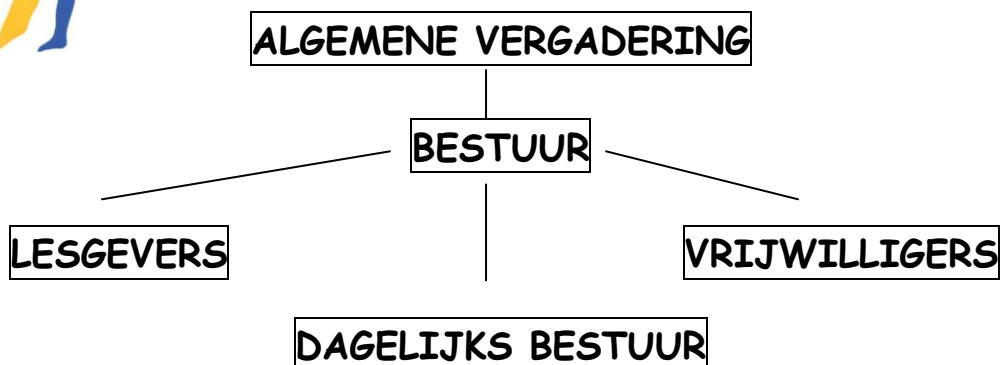 ALGEMENE VERGADERING
BESTUUR
LESGEVERS
VRIJWILLIGERS
DAGELIJKS BESTUUR